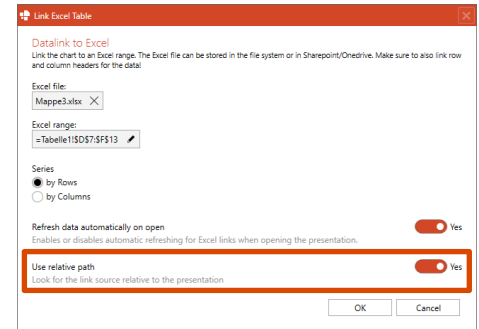 Link Excel Table
Datalink to Excel
Link the chart to an Excel range. The Excel file can be stored in the file system or in Sharepoint/Onedrive. Make sure to also link row
and column headers for the data!
Excel file:
Mappe3.xlsx
Excel range:
=Tabelle1!$D$7:$F$13
Series
by Rows
by Columns
Refresh data automatically on open
Yes
Enables or disables automatic refreshing for Excel links when opening the presentation.
Use relative path
Yes
Look for the link source relative to the presentation
OK
Cancel